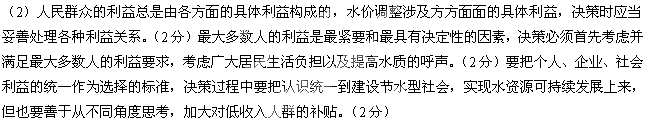 （2）人民群众的利益总是由各方面的具体利益构成的，水价调整涉及方方面面的具体利益，决策时应当
妥善处理各种利益关系。（2分）最大多数人的利益是最紧要和最具有决定性的因素，决策必须首先考虑并
满足最大多数人的利益要求，考虑广大居民生活负担以及提高水质的呼声。（2分）要把个人、企业、社会
利益的统一作为选择的标准，决策过程中要把认识统一到建设节水型社会，实现水资源可持续发展上来，
但也要善于从不同角度思考，加大对低收入人群的补贴。（2分）